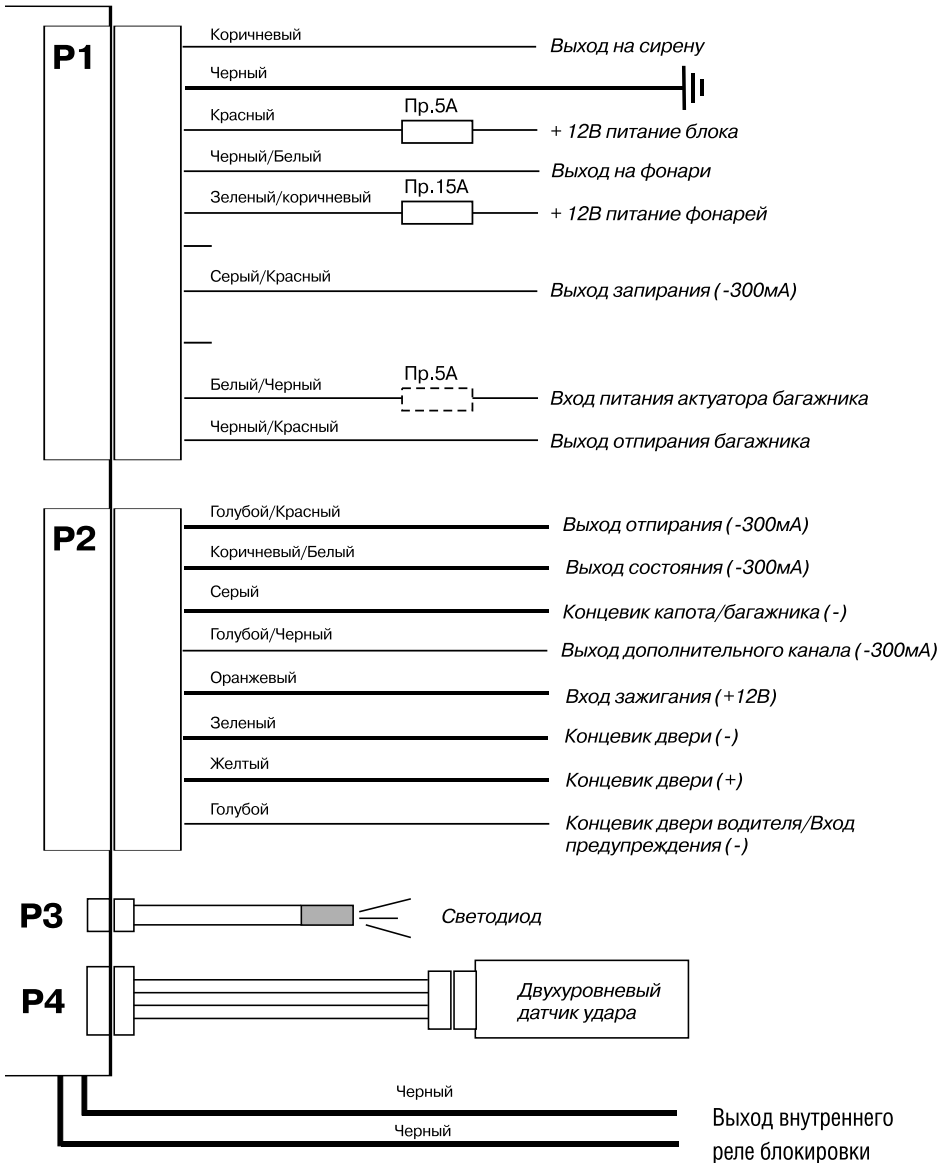 P1
Коричневый
Выход на сирену
Черный
Красный
Пр.5А
+ 12В питание блока
Черный/Белый
Выход на фонари
Зеленый/коричневый
Пр.15А
+ 12В питание фонарей
Серый/Красный
Выход запирания (-300мА)
Белый/Черный
Пр.5А
Вход питания актуатора багажника
Черный/Красный
Выход отпирания багажника
P2
Голубой/Красный
Выход отпирания (-300мА)
Коричневый/Белый
Выход состояния (-300мА)
Серый
Концевик капота/багажника (-)
Голубой/Черный
Выход дополнительного канала (-300мА)
Оранжевый
Вход зажигания (+12В)
Зеленый
Концевик двери (-)
Желтый
Концевик двери (+)
Голубой
Концевик двери водителя/Вход
предупреждения (-)
P3
Светодиод
P4
Двухуровневый
датчик удара
Черный
Черный
Выход внутреннего
реле блокировки